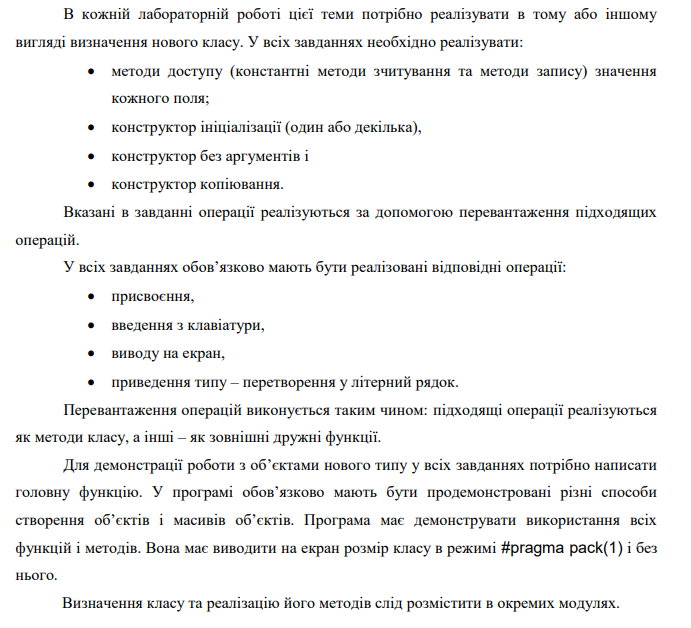 В кожній лабораторній роботі цієї теми потрібно реалізувати в тому або іншому
вигляді визначення нового класу. У всіх завданнях необхідно реалізувати:
• методи доступу (константні методи зчитування та методи запису) значення
кожного поля;
• конструктор ініціалізації (один або декілька),
• конструктор без аргументів і
• конструктор копіювання.
Вказані в завданні операції реалізуються за допомогою перевантаження підходящих
операцій.
У всіх завданнях обов’язково мають бути реалізовані відповідні операції:
• присвоєння,
• введення з клавіатури,
• виводу на екран,
• приведення типу – перетворення у літерний рядок.
Перевантаження операцій виконується таким чином: підходящі операції реалізуються
як методи класу, а інші – як зовнішні дружні функції.
Для демонстрації роботи з об’єктами нового типу у всіх завданнях потрібно написати
головну функцію. У програмі обов’язково мають бути продемонстровані різні способи
створення об’єктів і масивів об’єктів. Програма має демонструвати використання всіх
функцій і методів. Вона має виводити на екран розмір класу в режимі #pragma pack(1) і без
нього.
Визначення класу та реалізацію його методів слід розмістити в окремих модулях.